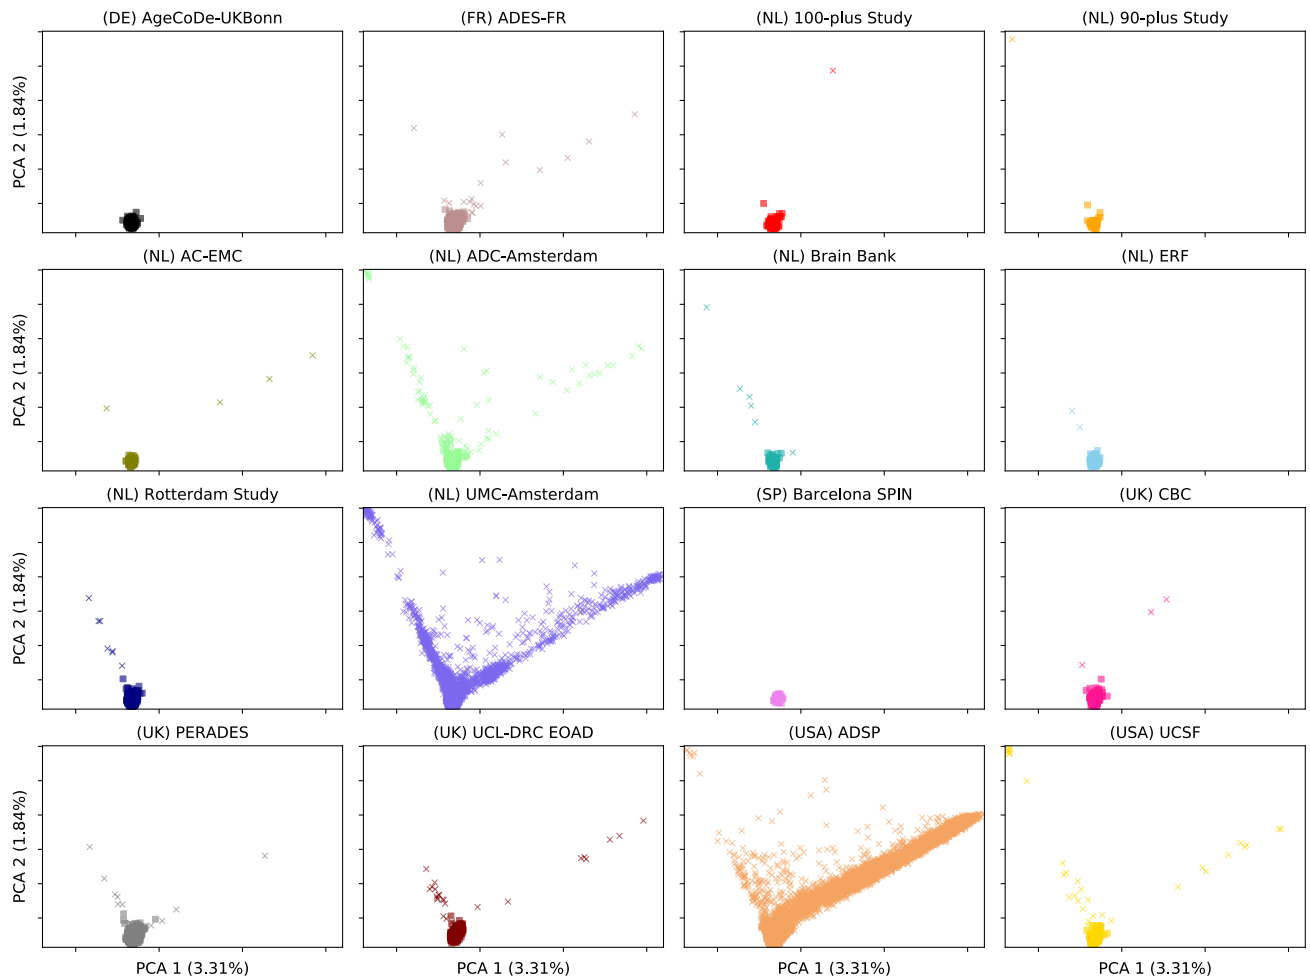 (DE) AgeCoDe-UKBonn
(FR) ADES-FR
(NL) 100-plus Study
(NL) 90-plus Study
PCA 2 (1.84%)
(NL) AC-EMC
(NL) ADC-Amsterdam
(NL) Brain Bank
(NL) ERF
PCA 2 (1.84%)
(NL) Rotterdam Study
(NL) UMC-Amsterdam
(SP) Barcelona SPIN
(UK) CBC
PCA 2 (1.84%)
(UK) PERADES
(UK) UCL-DRC EOAD
(USA) ADSP
(USA) UCSF
PCA 2 (1.84%)
PCA 1 (3.31%)
PCA 1 (3.31%)
PCA 1 (3.31%)
PCA 1 (3.31%)